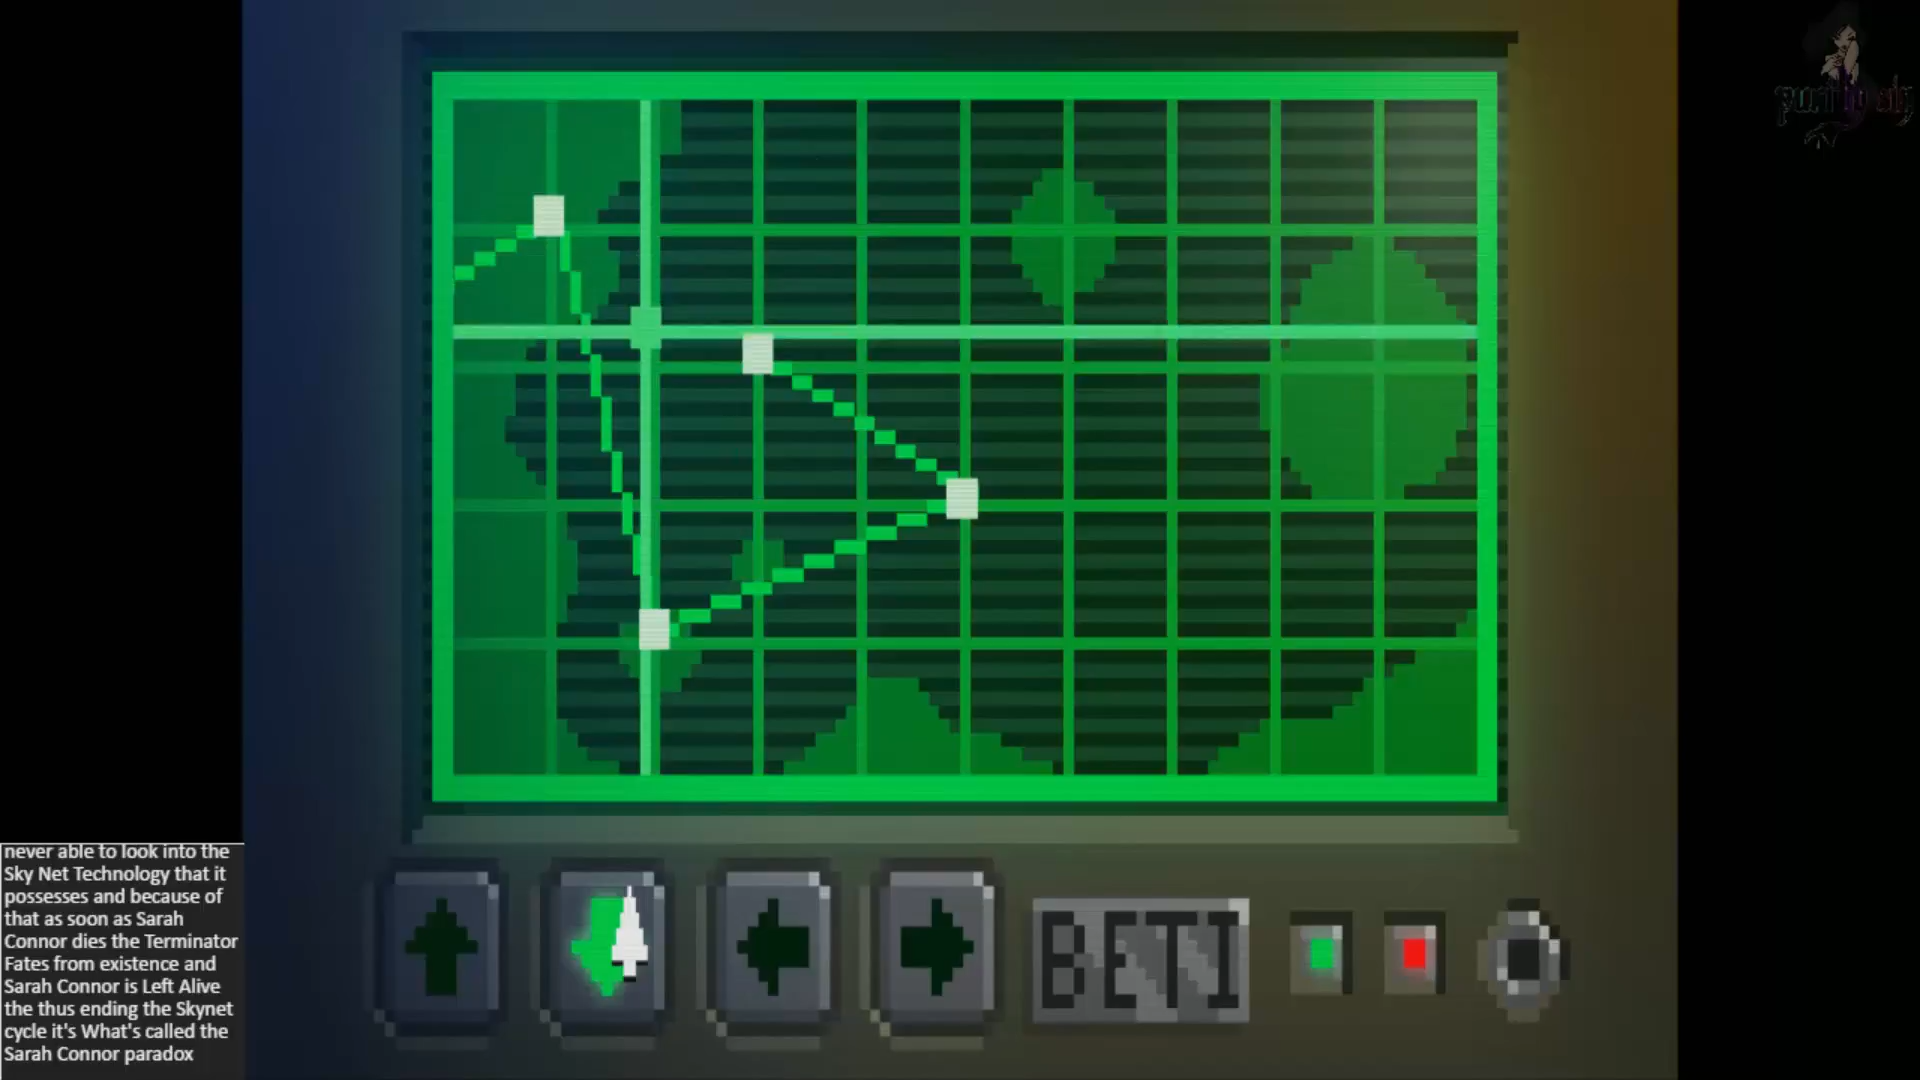 never able to look into the
Sky Net Technology that it
possesses and because of
that as soon as Sarah
Connor dies the Terminator
Fates from existence and
Sarah Connor is Left Alive
the thus ending the Skynet
cycle it's What's called the
Sarah Connor paradox
BETI